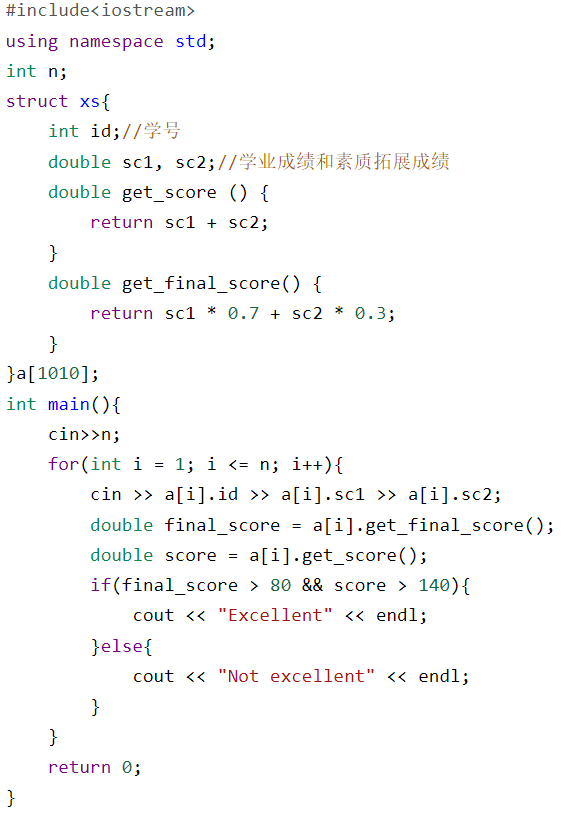 #include<iostream>
using namespace std;
int n;
struct xs{
    int id;//学号
    double sc1, sc2;//学业成绩和素质拓展成绩
    double get_score () {
        return sc1 + sc2;
    }
    double get_final_score() {
        return sc1 * 0.7 + sc2 * 0.3;
    }
}a[1010];
int main(){
    cin>>n;
    for(int i = 1; i <= n; i++){
        cin >> a[i].id >> a[i].sc1 >> a[i].sc2;
        double final_score = a[i].get_final_score();
        double score = a[i].get_score();
        if(final_score > 80 && score > 140){
            cout << "Excellent" << endl;
        }else{
            cout << "Not excellent" << endl;
        }
    }
    return 0;
}